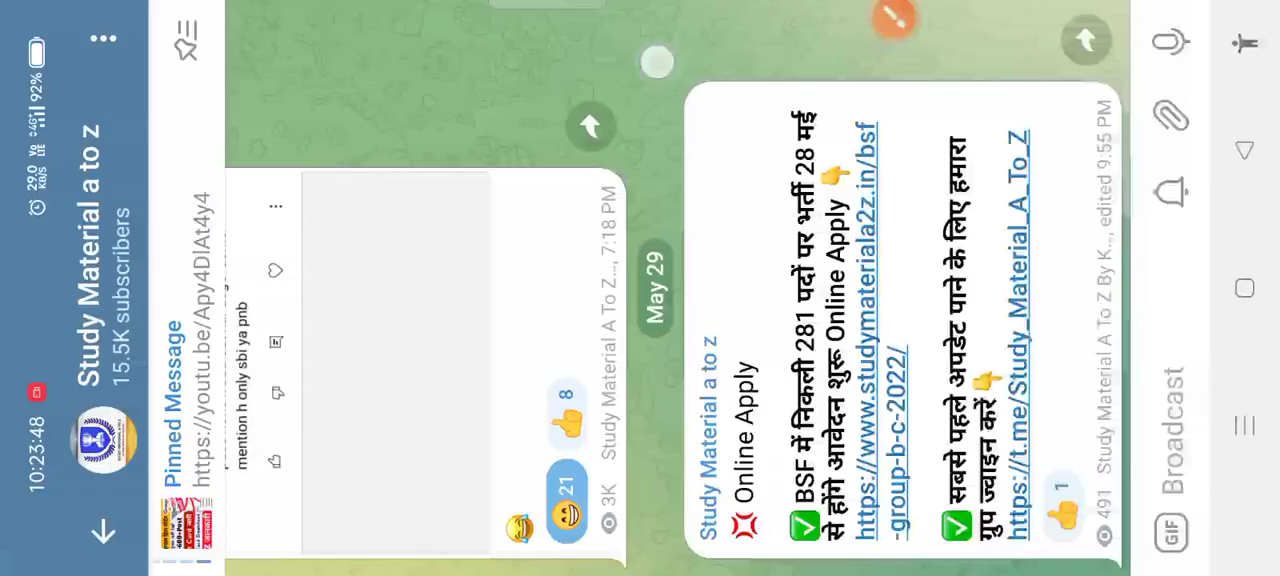 10:23:48
29.0 KB/S Vo LTE 4G+ 92%
Study Material a to z
15.5K subscribers
Pinned Message
https://youtu.be/Apy4DlAt4y4
mention h only sbi ya pnb
😂
😁 21 👍 8
3K Study Material A To Z..., 7:18 PM
May 29
Study Material a to z
💢 Online Apply
✅ BSF में निकली 281 पदों पर भर्ती 28 मई
से होंगे आवेदन शुरू Online Apply 👇
https://www.studymateriala2z.in/bsf
-group-b-c-2022/
✅ सबसे पहले अपडेट पाने के लिए हमारा
ग्रुप ज्वाइन करें👇
https://t.me/Study_Material_A_To_Z
👍 1
491 Study Material A To Z By K..., edited 9:55 PM
GIF Broadcast